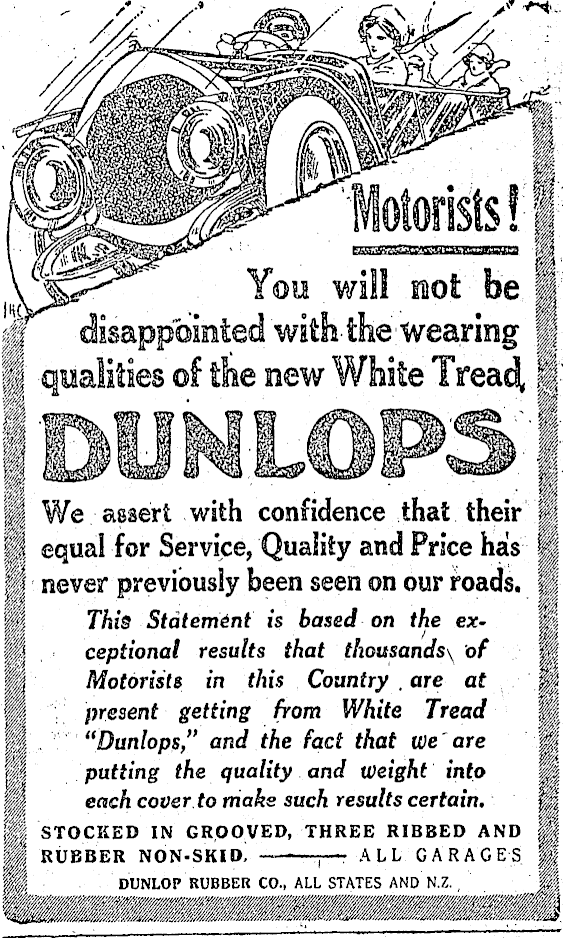 Motorists!
You will not be
disappointed with the wearing
qualities of the new White Tread,
DUNLOPS
We assert with confidence that their
equal for Service, Quality and Price has
never previously been seen on our roads.
This Statement is based on the ex-
ceptional results that thousands of
Motorists in this Country are at
present getting from White Tread
"Dunlops," and the fact that we are
putting the quality and weight into
each cover to make such results certain.
STOCKED IN GROOVED, THREE RIBBED AND
RUBBER NON-SKID. ——— ALL GARAGES
DUNLOP RUBBER CO., ALL STATES AND N.Z.